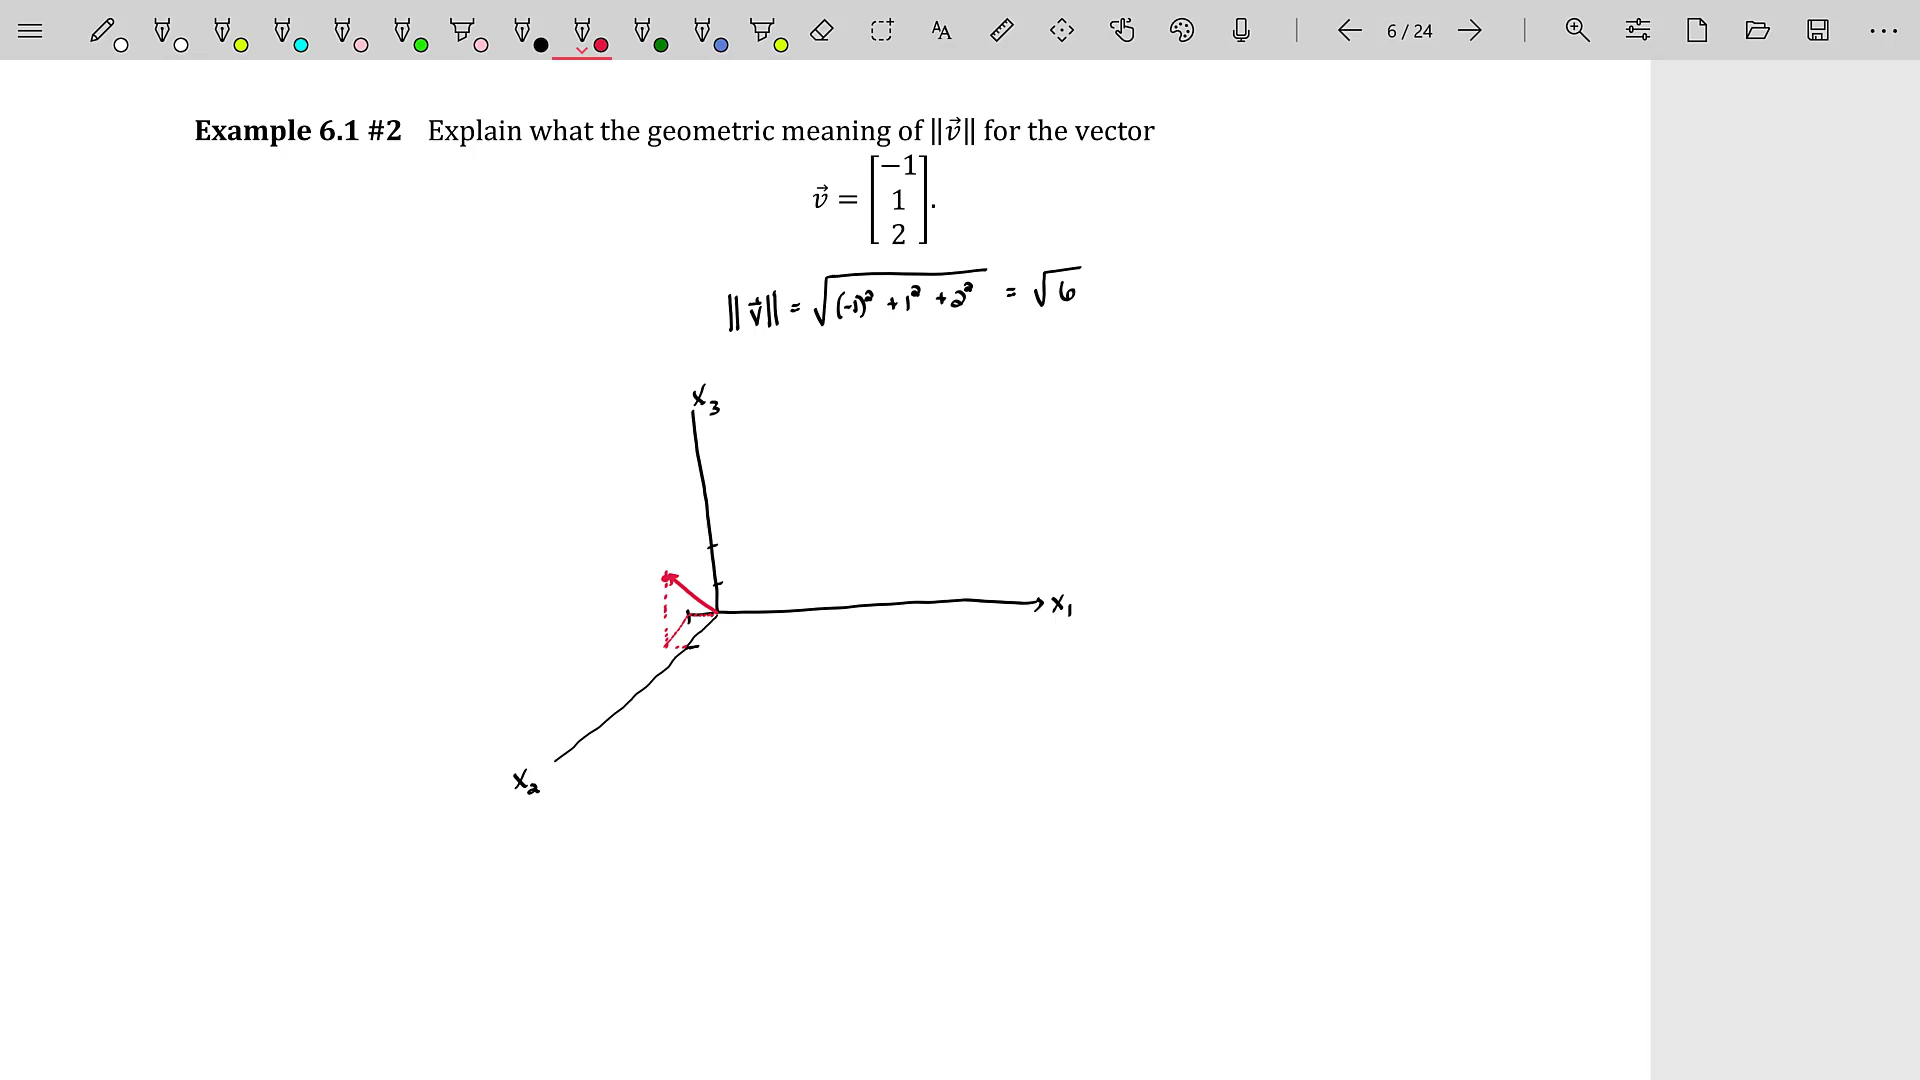 6 / 24
Example 6.1 #2 Explain what the geometric meaning of ‖v⃗‖ for the vector
v⃗ = [−1
1
2].
‖v⃗‖ = √((-1)² + 1² + 2²) = √6
x₃
x₁
x₂